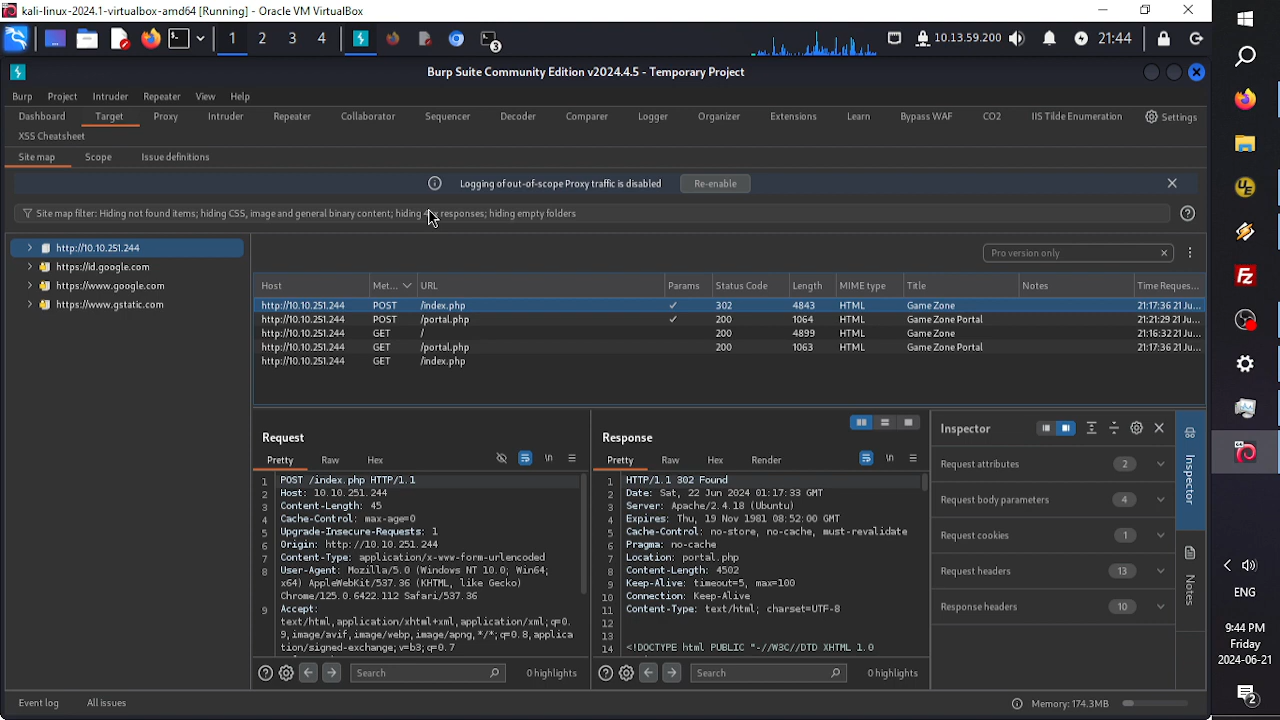 kali-linux-2024.1-virtualbox-amd64 [Running] - Oracle VM VirtualBox
1 2 3 4 3 10.13.59.200 21:44
Burp Suite Community Edition v2024.4.5 - Temporary Project
Burp Project Intruder Repeater View Help
Dashboard Target Proxy Intruder Repeater Collaborator Sequencer Decoder Comparer Logger Organizer Extensions Learn Bypass WAF CO2 IIS Tilde Enumeration Settings
XSS Cheatsheet
Site map Scope Issue definitions
Logging of out-of-scope Proxy traffic is disabled Re-enable
Site map filter: Hiding not found items; hiding CSS, image and general binary content; hiding responses; hiding empty folders
http://10.10.251.244
https://id.google.com
https://www.google.com
https://www.gstatic.com
Pro version only
Host Met... URL Params Status Code Length MIME type Title Notes Time Reques...
http://10.10.251.244 POST /index.php ✓ 302 4843 HTML Game Zone 21:17:36 21 Ju...
http://10.10.251.244 POST /portal.php ✓ 200 1064 HTML Game Zone Portal 21:21:29 21 Ju...
http://10.10.251.244 GET / 200 4899 HTML Game Zone 21:16:32 21 Ju...
http://10.10.251.244 GET /portal.php 200 1063 HTML Game Zone Portal 21:17:36 21 Ju...
http://10.10.251.244 GET /index.php
Request
Pretty Raw Hex \n
1 POST /index.php HTTP/1.1
2 Host: 10.10.251.244
3 Content-Length: 45
4 Cache-Control: max-age=0
5 Upgrade-Insecure-Requests: 1
6 Origin: http://10.10.251.244
7 Content-Type: application/x-www-form-urlencoded
8 User-Agent: Mozilla/5.0 (Windows NT 10.0; Win64;
x64) AppleWebKit/537.36 (KHTML, like Gecko)
Chrome/125.0.6422.112 Safari/537.36
9 Accept:
text/html,application/xhtml+xml,application/xml;q=0
.9,image/avif,image/webp,image/apng,*/*;q=0.8,applica
tion/signed-exchange;v=b3;q=0.7
Search 0 highlights
Response
Pretty Raw Hex Render \n
1 HTTP/1.1 302 Found
2 Date: Sat, 22 Jun 2024 01:17:33 GMT
3 Server: Apache/2.4.18 (Ubuntu)
4 Expires: Thu, 19 Nov 1981 08:52:00 GMT
5 Cache-Control: no-store, no-cache, must-revalidate
6 Pragma: no-cache
7 Location: portal.php
8 Content-Length: 4502
9 Keep-Alive: timeout=5, max=100
10 Connection: Keep-Alive
11 Content-Type: text/html; charset=UTF-8
12
13
14 <!DOCTYPE html PUBLIC "-//W3C//DTD XHTML 1.0
Search 0 highlights
Inspector
Request attributes 2
Request body parameters 4
Request cookies 1
Request headers 13
Response headers 10
Inspector
Notes
Event log All issues Memory: 174.3MB
ENG
9:44 PM
Friday
2024-06-21
2